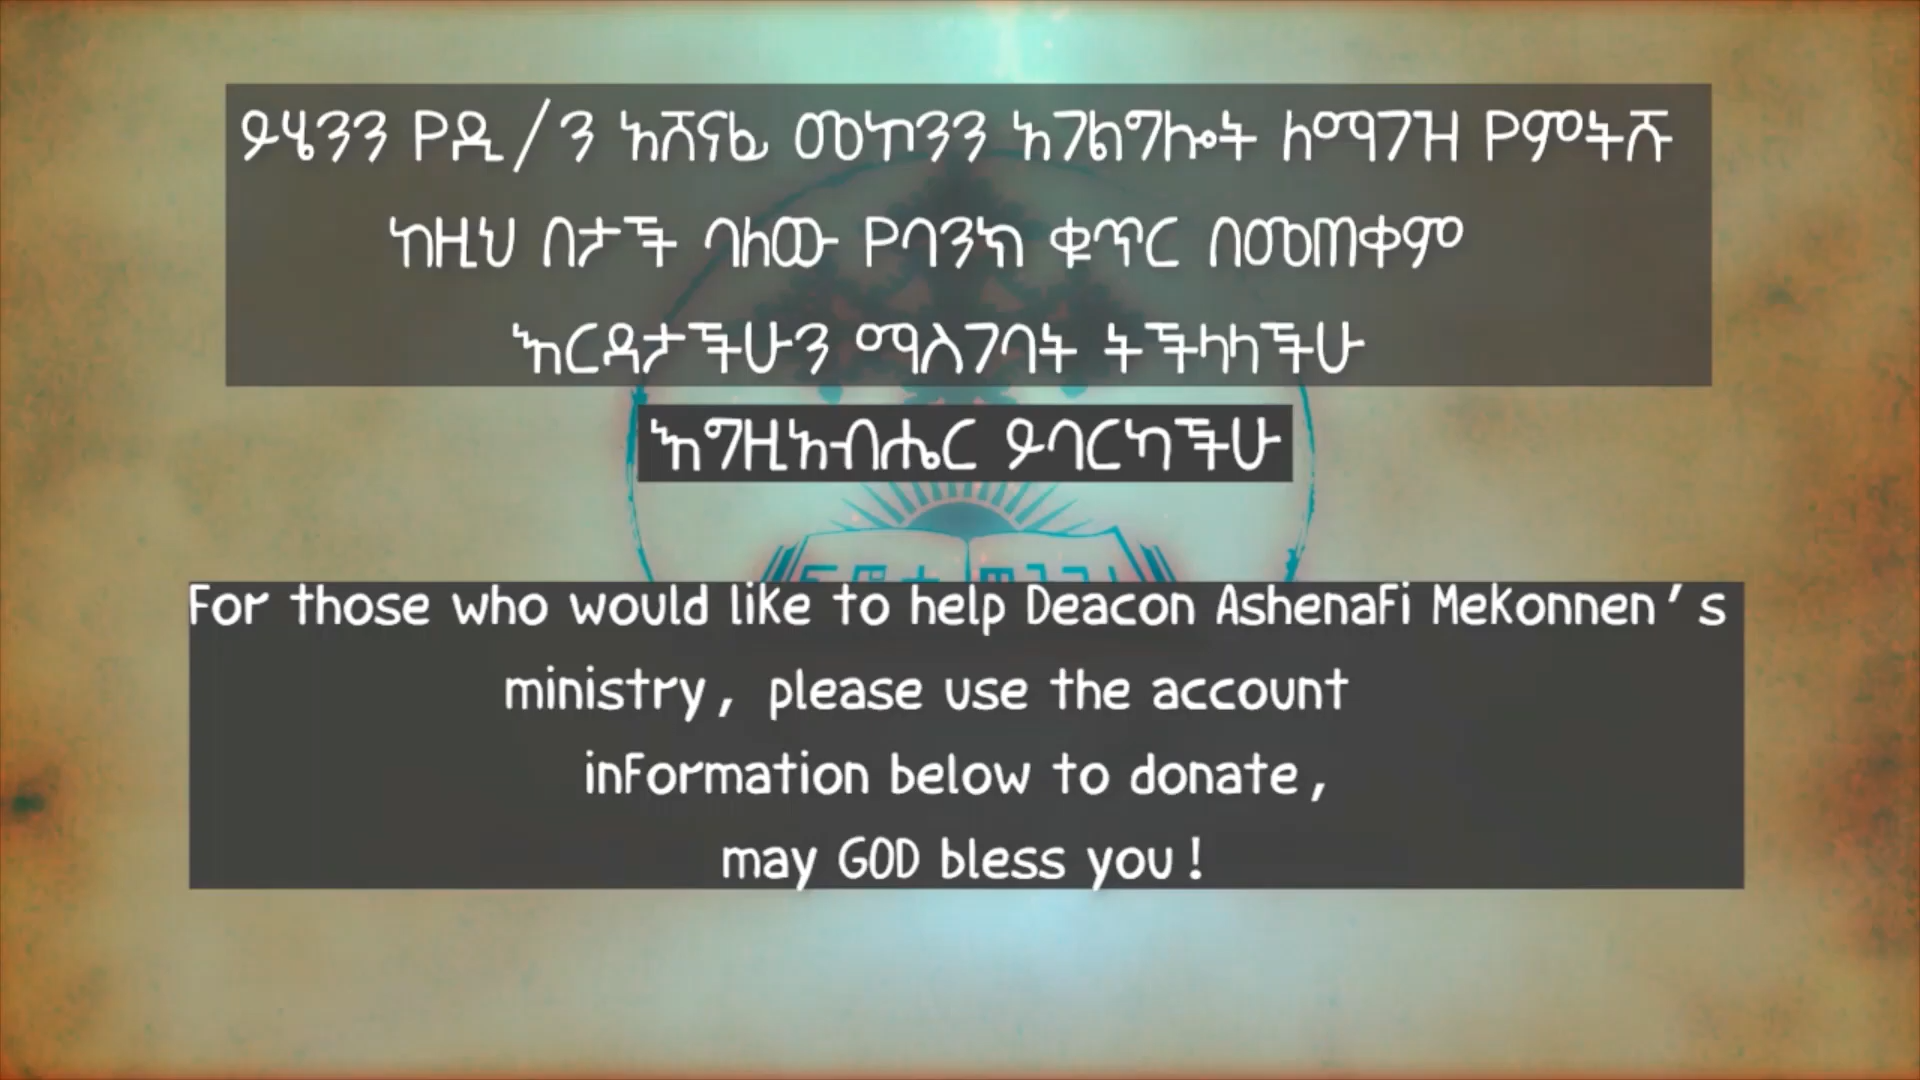 ይሄንን የዲ/ን አሸናፊ መኮንን አገልግሎት ለማገዝ የምትሹ
ከዚህ በታች ባለው የባንክ ቁጥር በመጠቀም
እርዳታችሁን ማስገባት ትችላላችሁ
እግዚአብሔር ይባርካችሁ
For those who would like to help Deacon Ashenafi Mekonnen's
ministry, please use the account
information below to donate,
may GOD bless you!